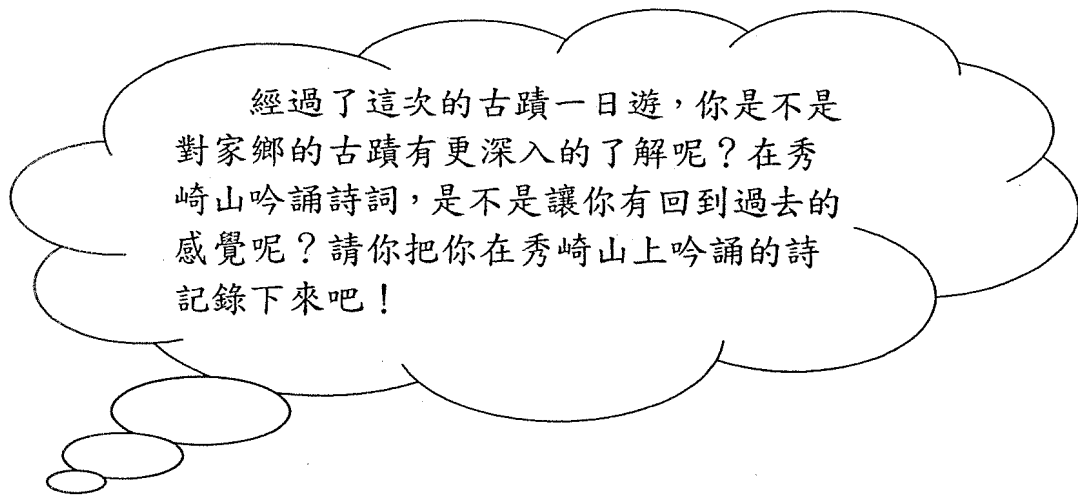 經過了這次的古蹟一日遊,你是不是
對家鄉的古蹟有更深入的了解呢?在秀
崎山吟誦詩詞,是不是讓你有回到過去的
感覺呢?請你把你在秀崎山上吟誦的詩
記錄下來吧!